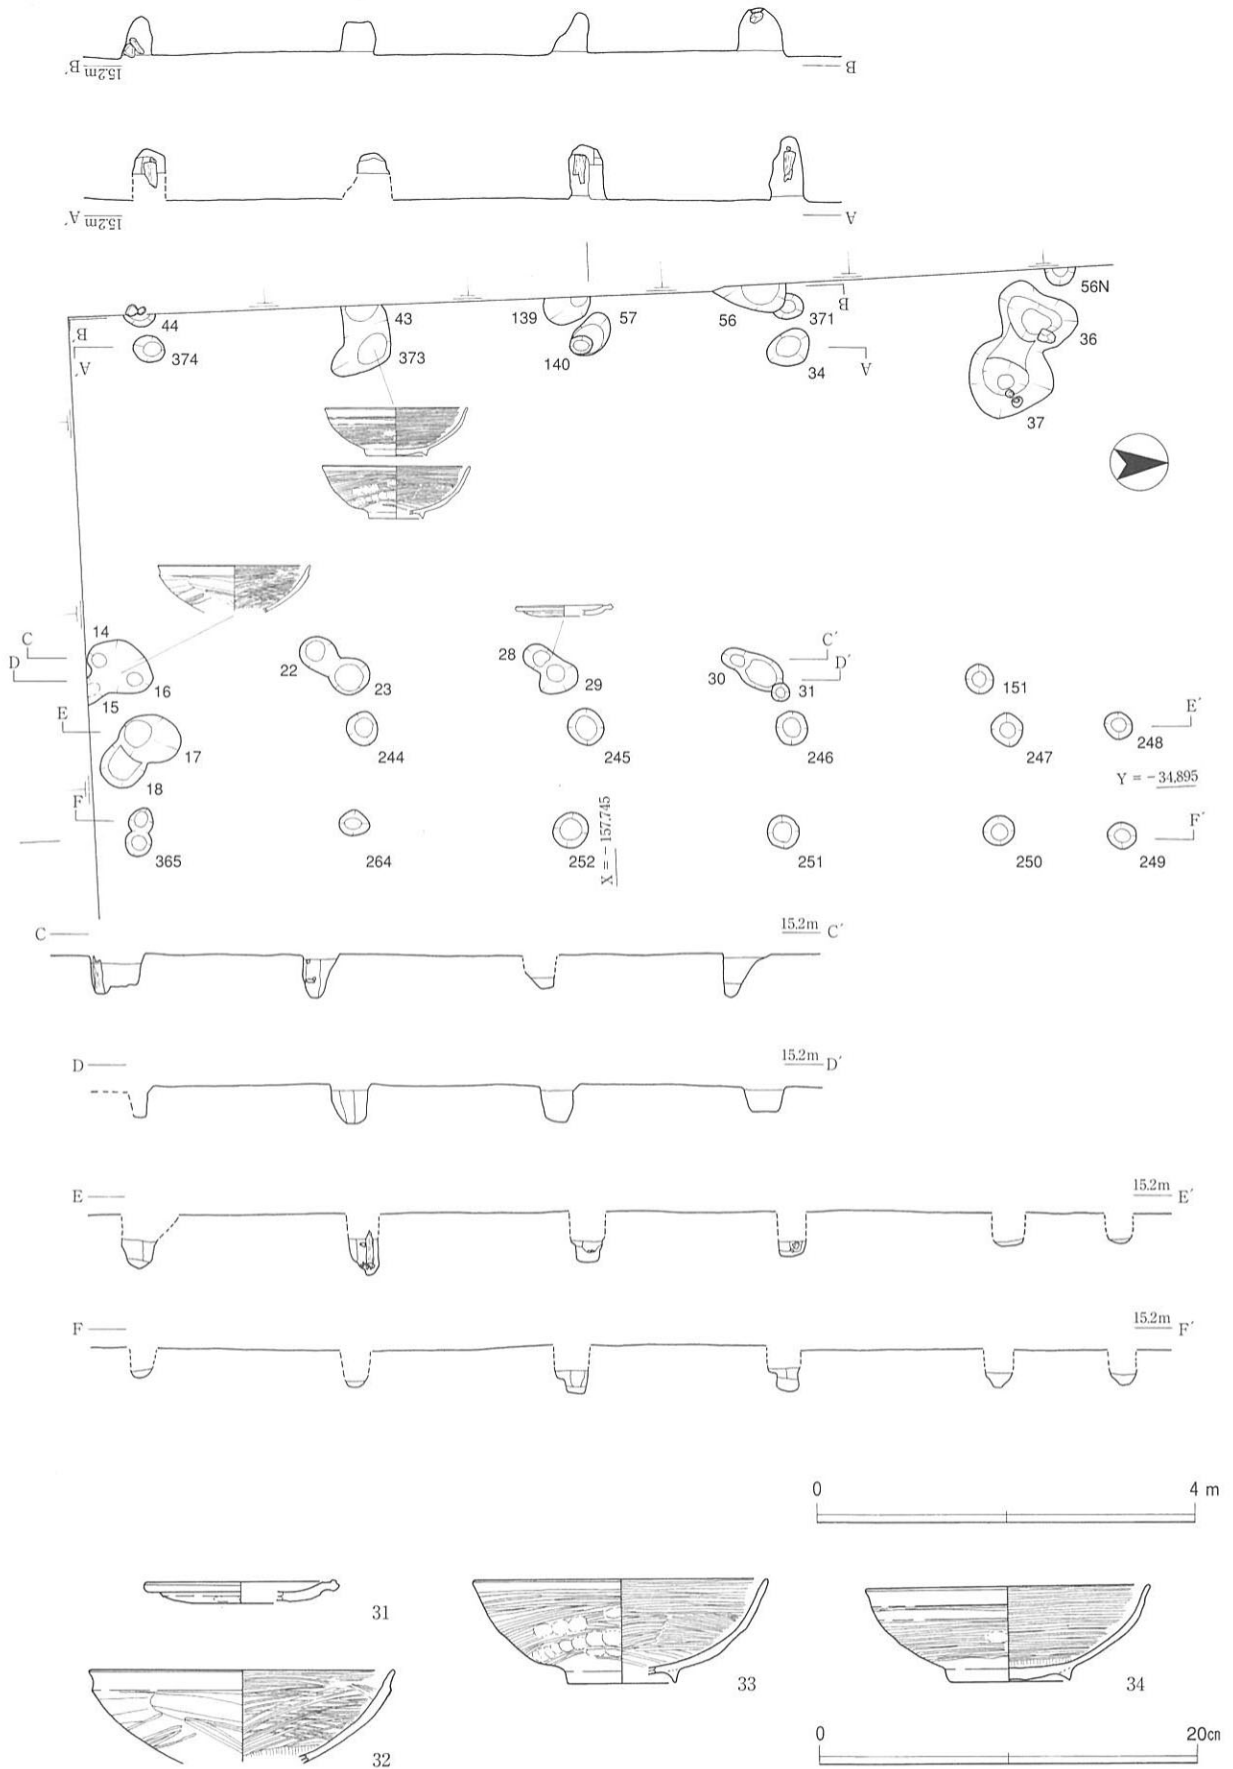 B′ 15.2m B
A′ 15.2m A
56N
44 43 139 57 56 B 371 36
B′
374 373 140 34 A
A′
37
14
C C′
D 22 28 30 D′
16 23 29 31 151
15
E E′
17 244 245 246 247 248
18 Y = −34,895
F F′
365 264 252 X = −157,745 251 250 249
C 15.2m C′
D 15.2m D′
E 15.2m E′
F 15.2m F′
0 4 m
31
33 34
32
0 20cm